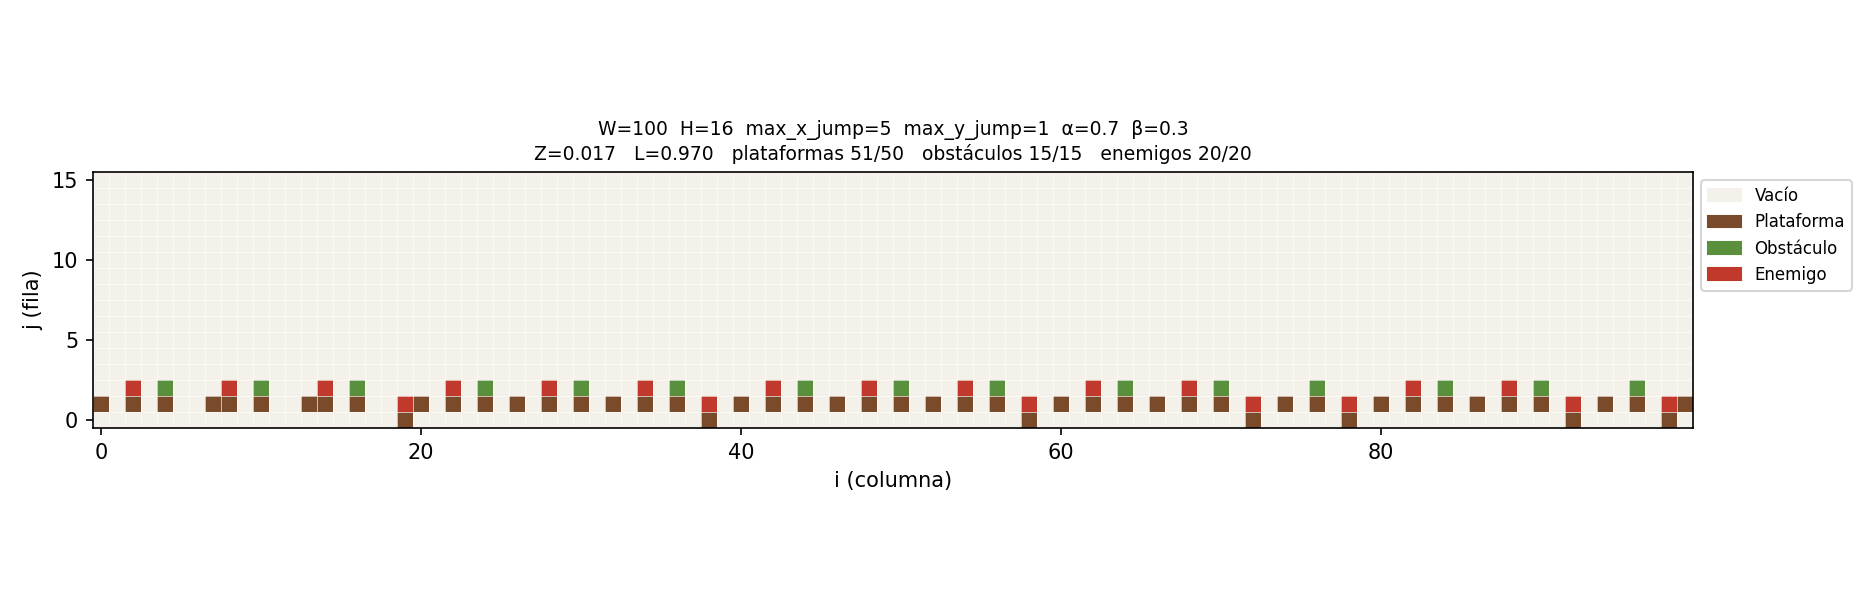 W=100 H=16 max_x_jump=5 max_y_jump=1 α=0.7 β=0.3
Z=0.017 L=0.970 plataformas 51/50 obstáculos 15/15 enemigos 20/20
15
10
5
0
j (fila)
0 20 40 60 80
i (columna)
Vacío
Plataforma
Obstáculo
Enemigo